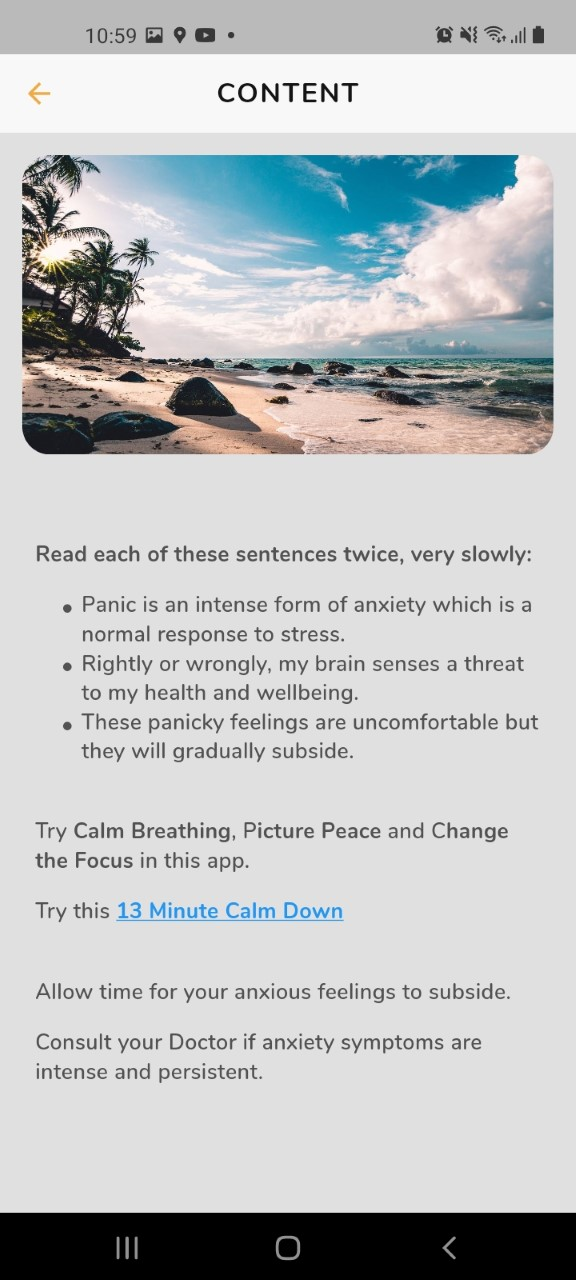 10:59
CONTENT
Read each of these sentences twice, very slowly:
• Panic is an intense form of anxiety which is a
normal response to stress.
• Rightly or wrongly, my brain senses a threat
to my health and wellbeing.
• These panicky feelings are uncomfortable but
they will gradually subside.
Try Calm Breathing, Picture Peace and Change
the Focus in this app.
Try this 13 Minute Calm Down
Allow time for your anxious feelings to subside.
Consult your Doctor if anxiety symptoms are
intense and persistent.